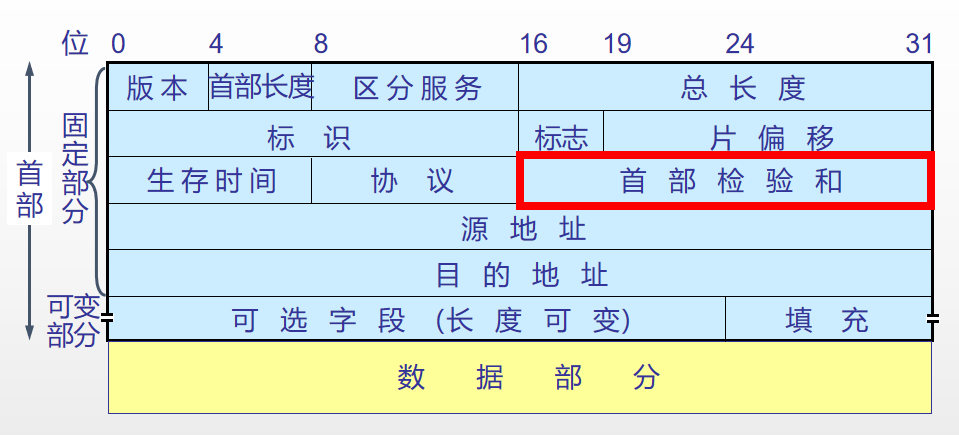 位 0 4 8 16 19 24 31
版本 首部长度 区分服务 总长度
标识 标志 片偏移
生存时间 协议 首部检验和
源地址
目的地址
可选字段 (长度可变) 填充
数据部分
首部
固定部分
可变
部分